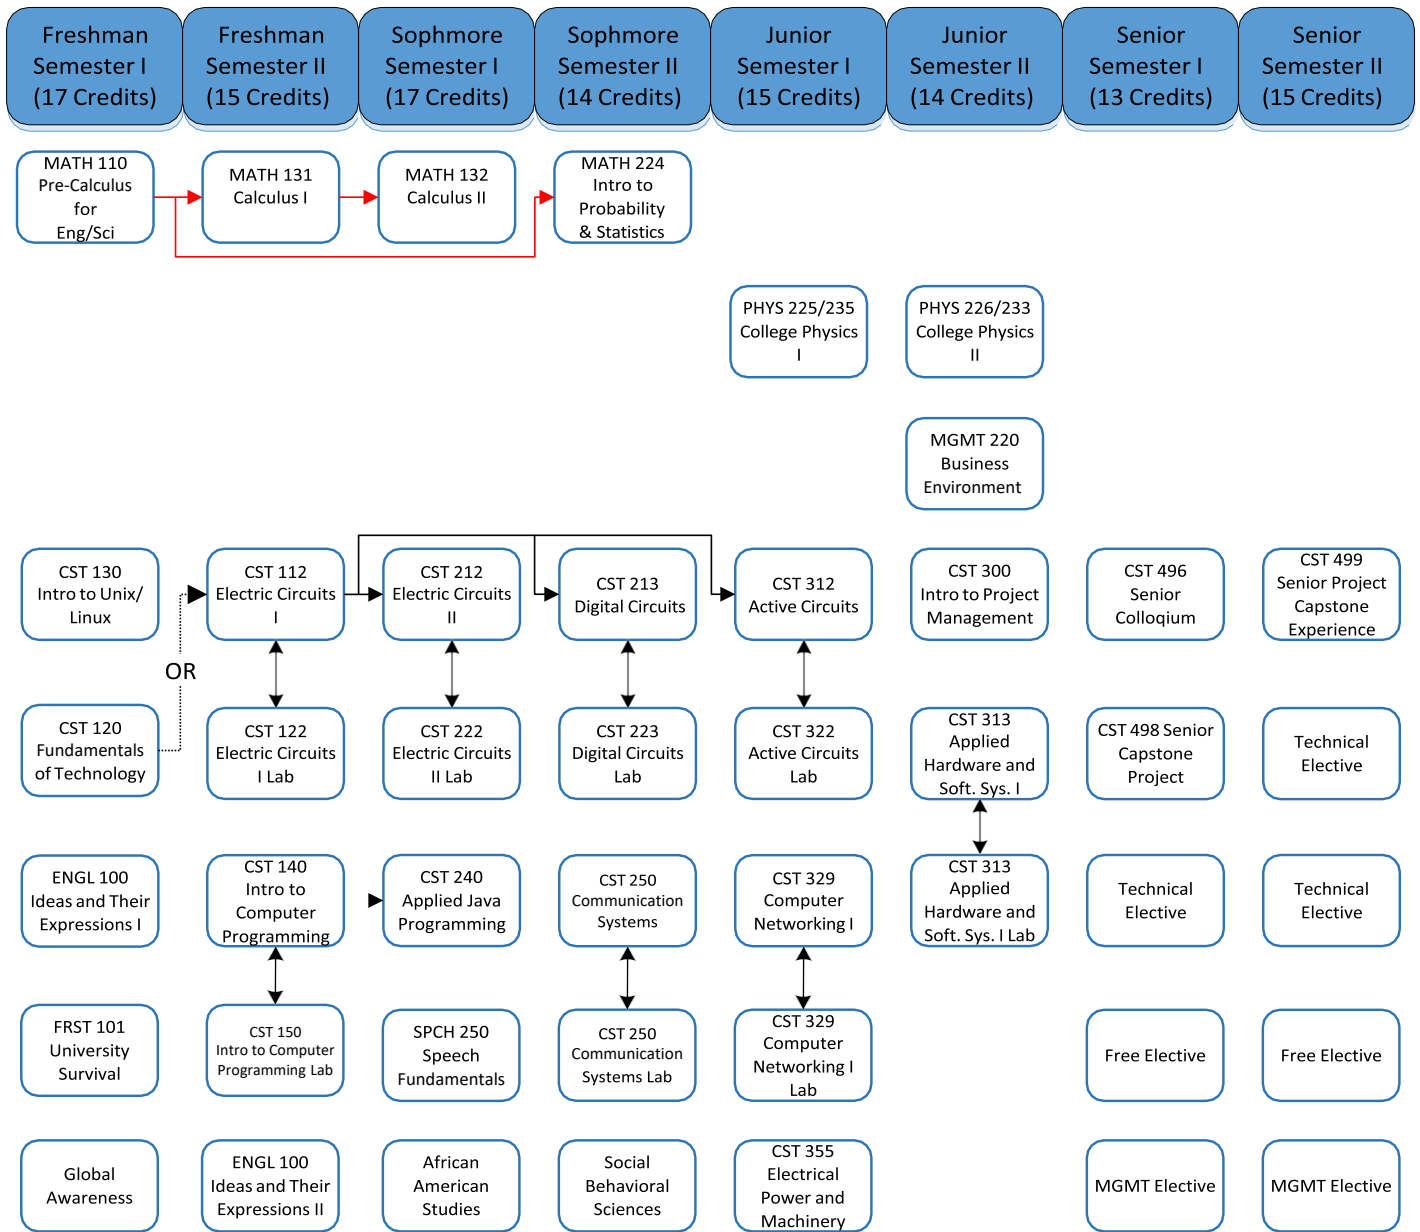 Freshman
Semester I
(17 Credits)
Freshman
Semester II
(15 Credits)
Sophmore
Semester I
(17 Credits)
Sophmore
Semester II
(14 Credits)
Junior
Semester I
(15 Credits)
Junior
Semester II
(14 Credits)
Senior
Semester I
(13 Credits)
Senior
Semester II
(15 Credits)
MATH 110
Pre-Calculus
for
Eng/Sci
MATH 131
Calculus I
MATH 132
Calculus II
MATH 224
Intro to
Probability
& Statistics
PHYS 225/235
College Physics
I
PHYS 226/233
College Physics
II
MGMT 220
Business
Environment
CST 130
Intro to Unix/
Linux
CST 112
Electric Circuits
I
CST 212
Electric Circuits
II
CST 213
Digital Circuits
CST 312
Active Circuits
CST 300
Intro to Project
Management
CST 496
Senior
Colloqium
CST 499
Senior Project
Capstone
Experience
OR
CST 120
Fundamentals
of Technology
CST 122
Electric Circuits
I Lab
CST 222
Electric Circuits
II Lab
CST 223
Digital Circuits
Lab
CST 322
Active Circuits
Lab
CST 313
Applied
Hardware and
Soft. Sys. I
CST 498 Senior
Capstone
Project
Technical
Elective
ENGL 100
Ideas and Their
Expressions I
CST 140
Intro to
Computer
Programming
CST 240
Applied Java
Programming
CST 250
Communication
Systems
CST 329
Computer
Networking I
CST 313
Applied
Hardware and
Soft. Sys. I Lab
Technical
Elective
Technical
Elective
FRST 101
University
Survival
CST 150
Intro to Computer
Programming Lab
SPCH 250
Speech
Fundamentals
CST 250
Communication
Systems Lab
CST 329
Computer
Networking I
Lab
Free Elective
Free Elective
Global
Awareness
ENGL 100
Ideas and Their
Expressions II
African
American
Studies
Social
Behavioral
Sciences
CST 355
Electrical
Power and
Machinery
MGMT Elective
MGMT Elective